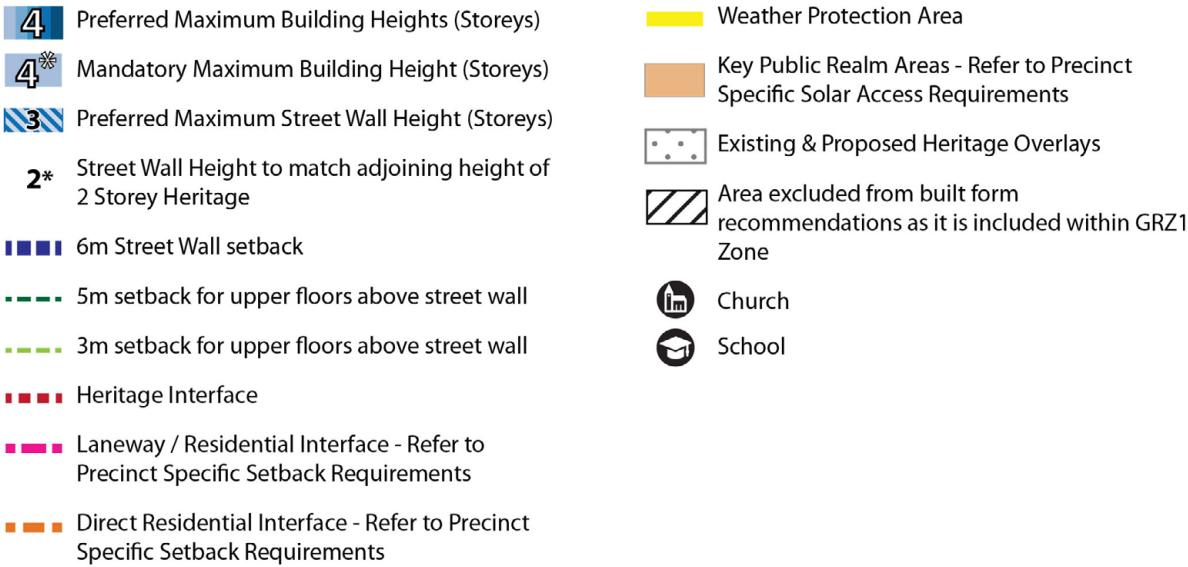 4 Preferred Maximum Building Heights (Storeys)
4* Mandatory Maximum Building Height (Storeys)
3 Preferred Maximum Street Wall Height (Storeys)
2* Street Wall Height to match adjoining height of
2 Storey Heritage
6m Street Wall setback
5m setback for upper floors above street wall
3m setback for upper floors above street wall
Heritage Interface
Laneway / Residential Interface - Refer to
Precinct Specific Setback Requirements
Direct Residential Interface - Refer to Precinct
Specific Setback Requirements
Weather Protection Area
Key Public Realm Areas - Refer to Precinct
Specific Solar Access Requirements
Existing & Proposed Heritage Overlays
Area excluded from built form
recommendations as it is included within GRZ1
Zone
Church
School